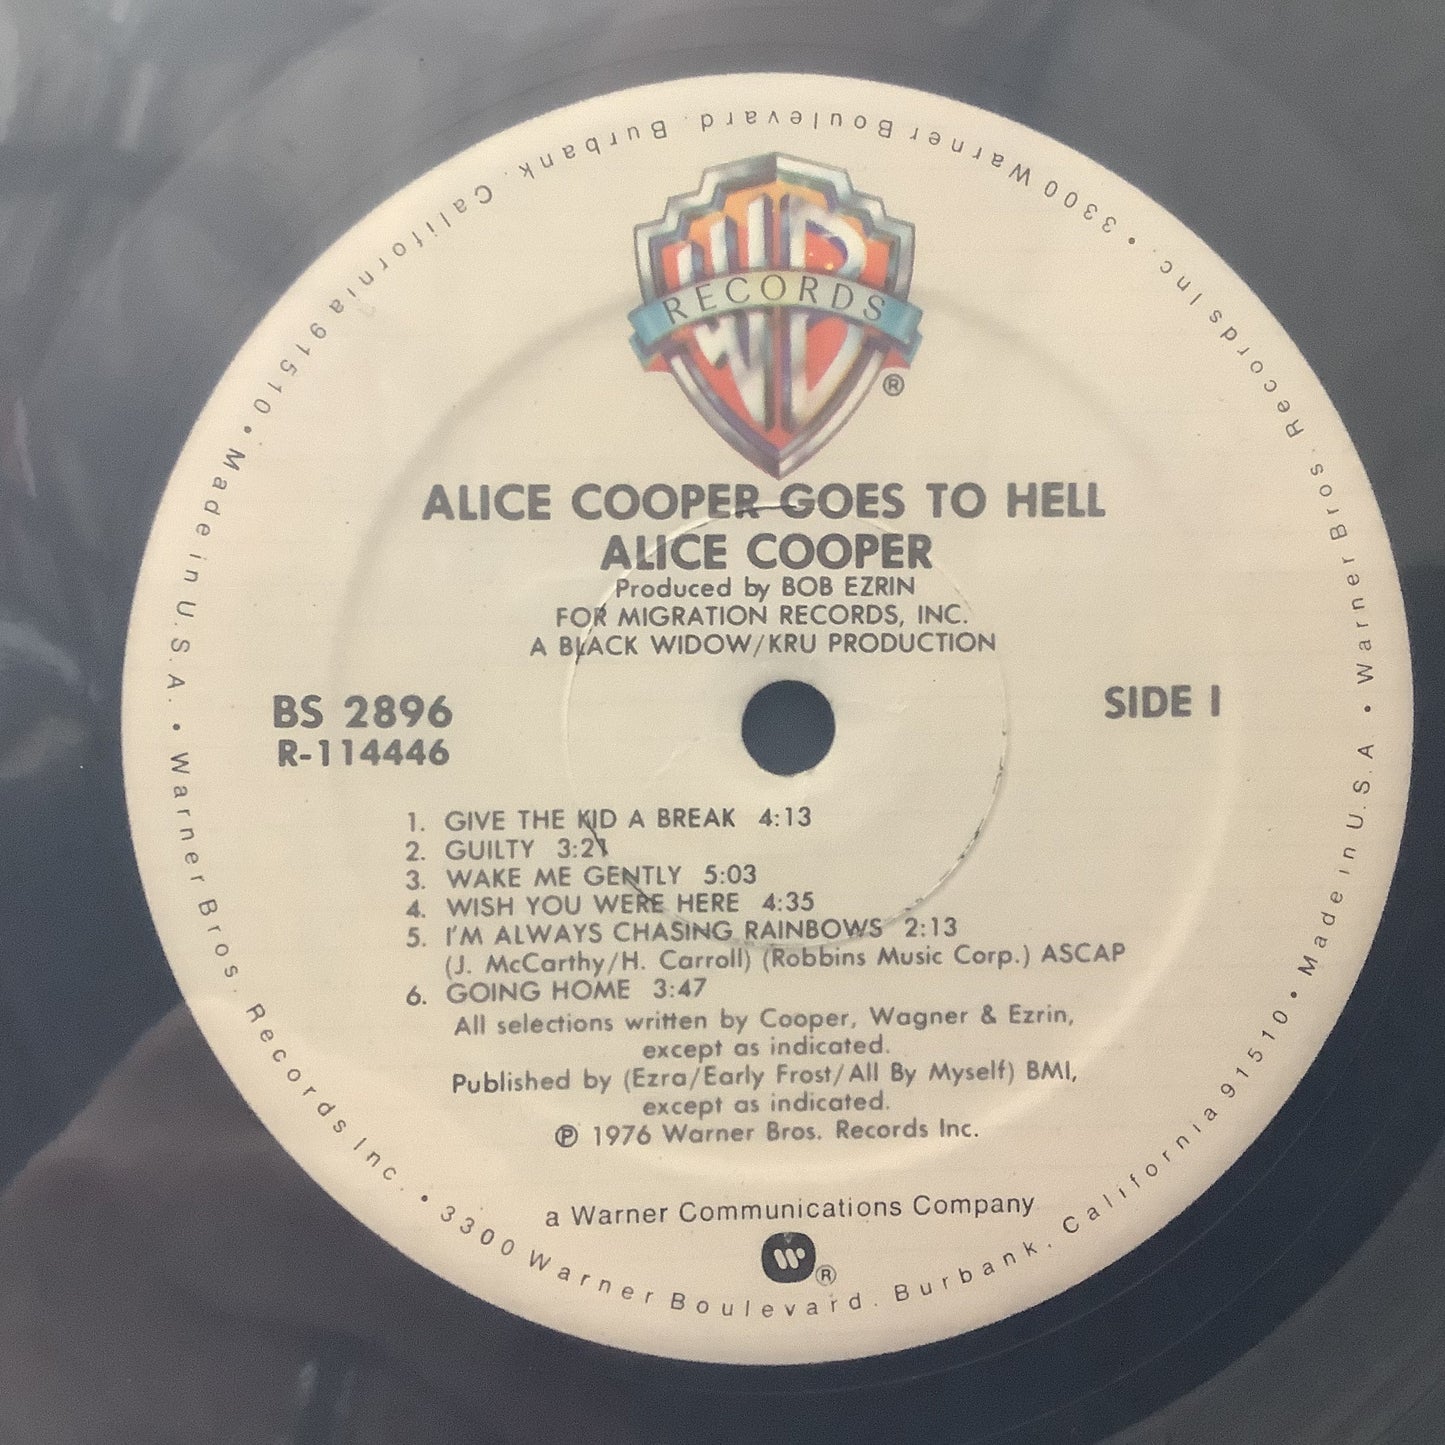 RECORDS
®
ALICE COOPER GOES TO HELL
ALICE COOPER
Produced by BOB EZRIN
FOR MIGRATION RECORDS, INC.
A BLACK WIDOW/KRU PRODUCTION
BS 2896
R-114446
SIDE 1
1. GIVE THE KID A BREAK 4:13
2. GUILTY 3:21
3. WAKE ME GENTLY 5:03
4. WISH YOU WERE HERE 4:35
5. I'M ALWAYS CHASING RAINBOWS 2:13
(J. McCarthy/H. Carroll) (Robbins Music Corp.) ASCAP
6. GOING HOME 3:47
All selections written by Cooper, Wagner & Ezrin,
except as indicated.
Published by (Ezra/Early Frost/All By Myself) BMI,
except as indicated.
℗ 1976 Warner Bros. Records Inc.
a Warner Communications Company
®
Warner Bros. Records Inc. • 3300 Warner Boulevard. Burbank. California 91510 • Made in U.S.A. •
Warner Bros. Records Inc. • 3300 Warner Boulevard. Burbank. California 91510 • Made in U.S.A •